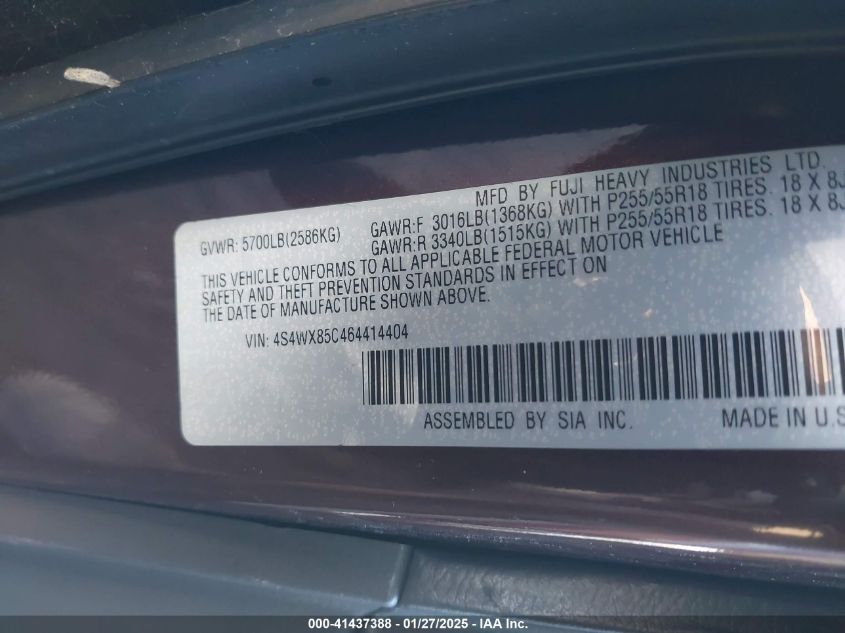 MFD BY FUJI HEAVY INDUSTRIES LTD.
GVWR: 5700LB(2586KG) GAWR:F 3016LB(1368KG) WITH P255/55R18 TIRES. 18 X 8J
GAWR:R 3340LB(1515KG) WITH P255/55R18 TIRES. 18 X 8J
THIS VEHICLE CONFORMS TO ALL APPLICABLE FEDERAL MOTOR VEHICLE
SAFETY AND THEFT PREVENTION STANDARDS IN EFFECT ON
THE DATE OF MANUFACTURE SHOWN ABOVE.
VIN: 4S4WX85C464414404
ASSEMBLED BY SIA INC. MADE IN U.S
000-41437388 - 01/27/2025 - IAA Inc.